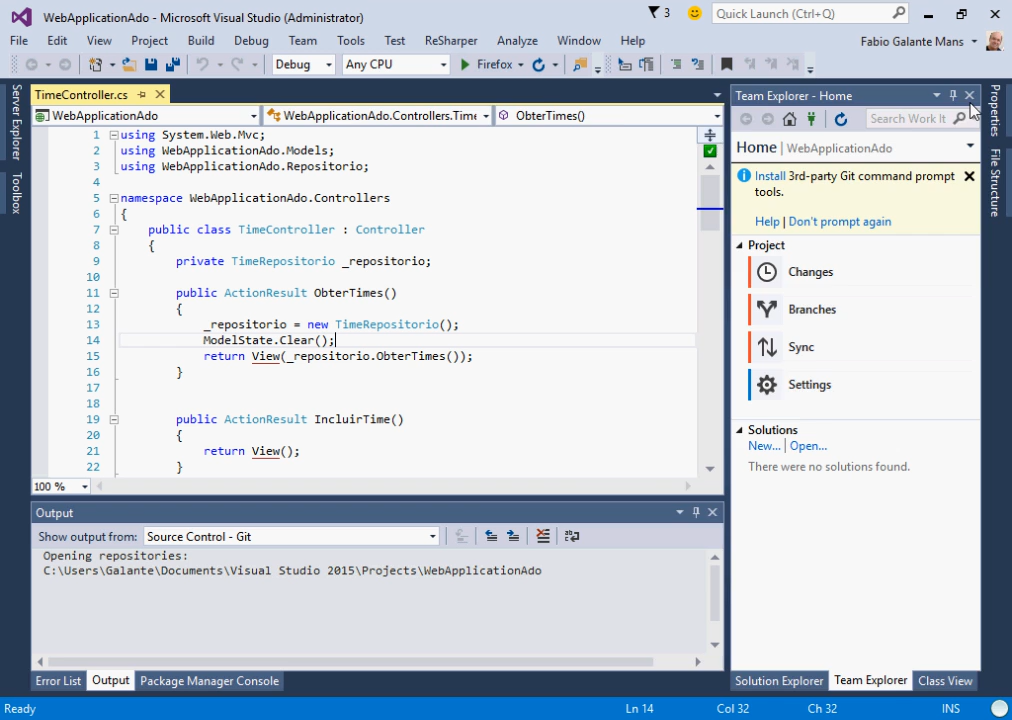 WebApplicationAdo - Microsoft Visual Studio (Administrator)
3
Quick Launch (Ctrl+Q)
File Edit View Project Build Debug Team Tools Test ReSharper Analyze Window Help
Fabio Galante Mans
Debug
Any CPU
Firefox
Server Explorer
Toolbox
TimeController.cs
WebApplicationAdo
WebApplicationAdo.Controllers.Time
ObterTimes()
1 using System.Web.Mvc;
2 using WebApplicationAdo.Models;
3 using WebApplicationAdo.Repositorio;
4
5 namespace WebApplicationAdo.Controllers
6 {
7 public class TimeController : Controller
8 {
9 private TimeRepositorio _repositorio;
10
11 public ActionResult ObterTimes()
12 {
13 _repositorio = new TimeRepositorio();
14 ModelState.Clear();
15 return View(_repositorio.ObterTimes());
16 }
17
18
19 public ActionResult IncluirTime()
20 {
21 return View();
22 }
100 %
Output
Show output from: Source Control - Git
Opening repositories:
C:\Users\Galante\Documents\Visual Studio 2015\Projects\WebApplicationAdo
Error List Output Package Manager Console
Team Explorer - Home
Search Work It
Home | WebApplicationAdo
Install 3rd-party Git command prompt
tools.
Help | Don't prompt again
Project
Changes
Branches
Sync
Settings
Solutions
New... | Open...
There were no solutions found.
Solution Explorer Team Explorer Class View
Properties
File Structure
Ready
Ln 14 Col 32 Ch 32 INS